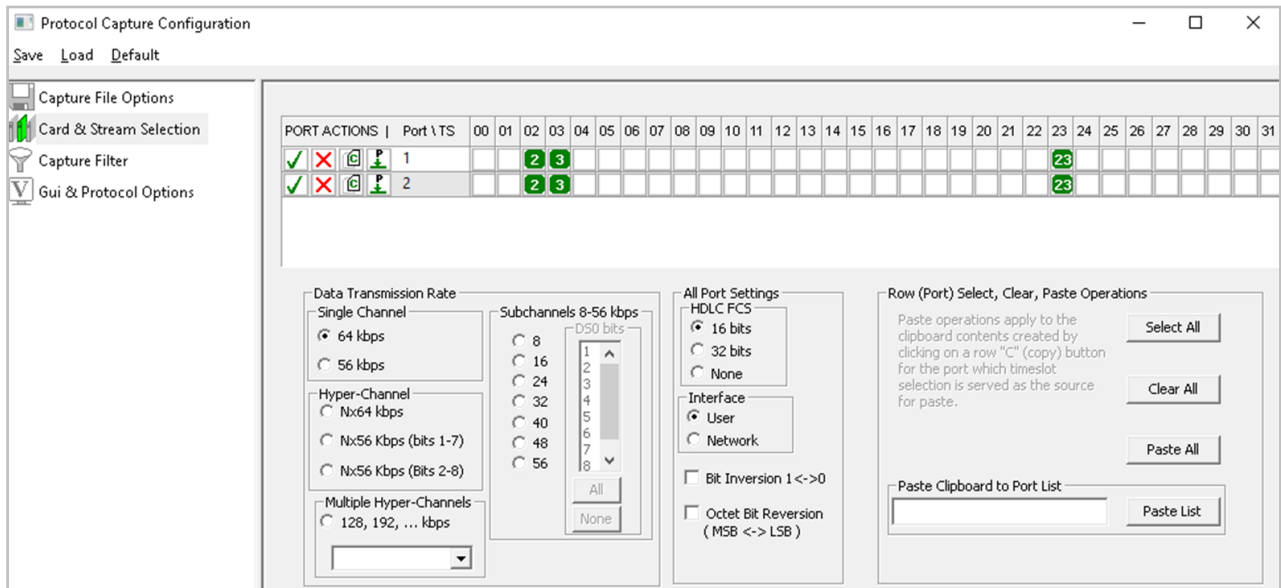 Protocol Capture Configuration
Save Load Default
Capture File Options
Card & Stream Selection
Capture Filter
Gui & Protocol Options
PORT ACTIONS | Port \ TS 00 01 02 03 04 05 06 07 08 09 10 11 12 13 14 15 16 17 18 19 20 21 22 23 24 25 26 27 28 29 30 31
C P 1 2 3 23
C P 2 2 3 23
Data Transmission Rate
Single Channel
64 kbps
56 kbps
Hyper-Channel
Nx64 kbps
Nx56 Kbps (bits 1-7)
Nx56 Kbps (Bits 2-8)
Multiple Hyper-Channels
128, 192, ... kbps
Subchannels 8-56 kbps
8
16
24
32
40
48
56
DS0 bits
1
2
3
4
5
6
7
8
All
None
All Port Settings
HDLC FCS
16 bits
32 bits
None
Interface
User
Network
Bit Inversion 1<->0
Octet Bit Reversion
( MSB <-> LSB )
Row (Port) Select, Clear, Paste Operations
Paste operations apply to the
clipboard contents created by
clicking on a row "C" (copy) button
for the port which timeslot
selection is served as the source
for paste.
Select All
Clear All
Paste All
Paste Clipboard to Port List
Paste List